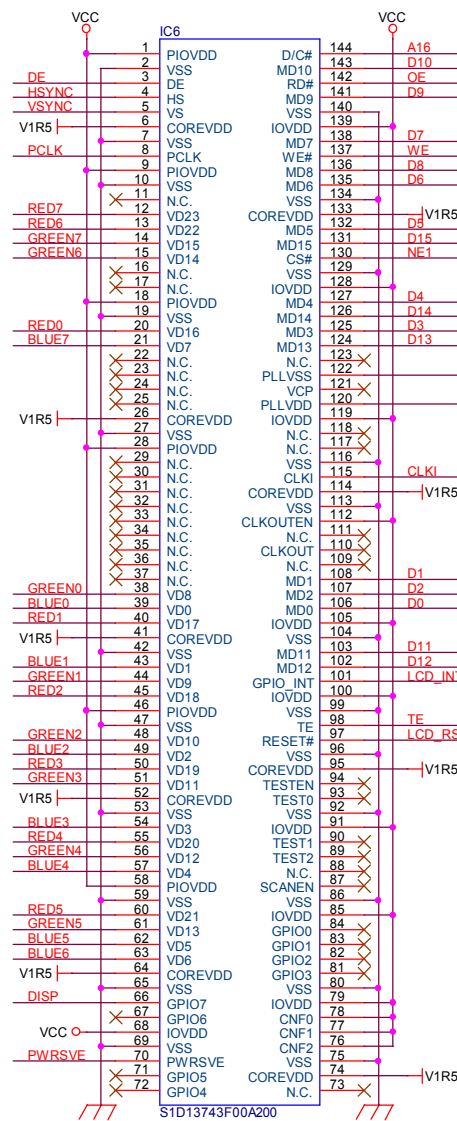 VCC IC6 VCC
1 PIOVDD D/C# 144 A16
2 VSS MD10 143 D10
DE 3 DE RD# 142 OE
HSYNC 4 HS MD9 141 D9
VSYNC 5 VS VSS 140
V1R5 6 COREVDD IOVDD 139
7 VSS MD7 138 D7
PCLK 8 PCLK WE# 137 WE
9 PIOVDD MD8 136 D8
10 VSS MD6 135 D6
11 N.C. VSS 134
RED7 12 VD23 COREVDD 133 V1R5
RED6 13 VD22 MD5 132 D5
GREEN7 14 VD15 MD15 131 D15
GREEN6 15 VD14 CS# 130 NE1
16 N.C. VSS 129
17 N.C. IOVDD 128
18 PIOVDD MD4 127 D4
19 VSS MD14 126 D14
RED0 20 VD16 MD3 125 D3
BLUE7 21 VD7 MD13 124 D13
22 N.C. N.C. 123
23 N.C. PLLVSS 122
24 N.C. VCP 121
25 N.C. PLLVDD 120
V1R5 26 COREVDD IOVDD 119
27 VSS N.C. 118
28 PIOVDD N.C. 117
29 N.C. VSS 116
30 N.C. CLKI 115 CLKI
31 N.C. COREVDD 114 V1R5
32 N.C. VSS 113
33 N.C. CLKOUTEN 112
34 N.C. N.C. 111
35 N.C. CLKOUT 110
36 N.C. N.C. 109
37 N.C. MD1 108 D1
GREEN0 38 VD8 MD2 107 D2
BLUE0 39 VD0 MD0 106 D0
RED1 40 VD17 IOVDD 105
V1R5 41 COREVDD VSS 104
42 VSS MD11 103 D11
BLUE1 43 VD1 MD12 102 D12
GREEN1 44 VD9 GPIO_INT 101 LCD_INT
RED2 45 VD18 IOVDD 100
46 PIOVDD VSS 99
47 VSS TE 98 TE
GREEN2 48 VD10 RESET# 97 LCD_RS
BLUE2 49 VD2 VSS 96
RED3 50 VD19 COREVDD 95 V1R5
GREEN3 51 VD11 TESTEN 94
V1R5 52 COREVDD TEST0 93
53 VSS VSS 92
BLUE3 54 VD3 IOVDD 91
RED4 55 VD20 TEST1 90
GREEN4 56 VD12 TEST2 89
BLUE4 57 VD4 N.C. 88
58 PIOVDD SCANEN 87
59 VSS VSS 86
RED5 60 VD21 IOVDD 85
GREEN5 61 VD13 GPIO0 84
BLUE5 62 VD5 GPIO1 83
BLUE6 63 VD6 GPIO2 82
V1R5 64 COREVDD GPIO3 81
65 VSS VSS 80
DISP 66 GPIO7 IOVDD 79
67 GPIO6 CNF0 78
VCC 68 IOVDD CNF1 77
69 VSS CNF2 76
PWRSVE 70 PWRSVE VSS 75
71 GPIO5 COREVDD 74 V1R5
72 GPIO4 N.C. 73
S1D13743F00A200